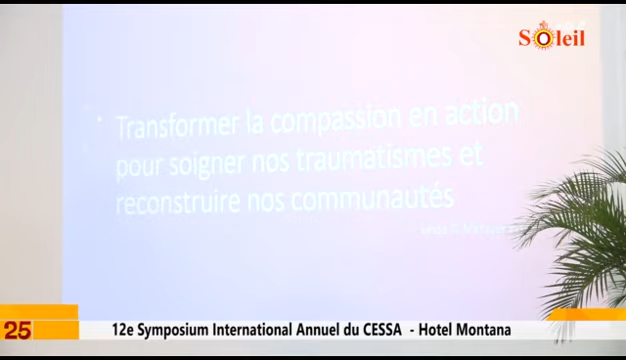 Soleil
Transformer la compassion en action
pour soigner nos traumatismes et
reconstruire nos communautés
25
12e Symposium International Annuel du CESSA - Hotel Montana